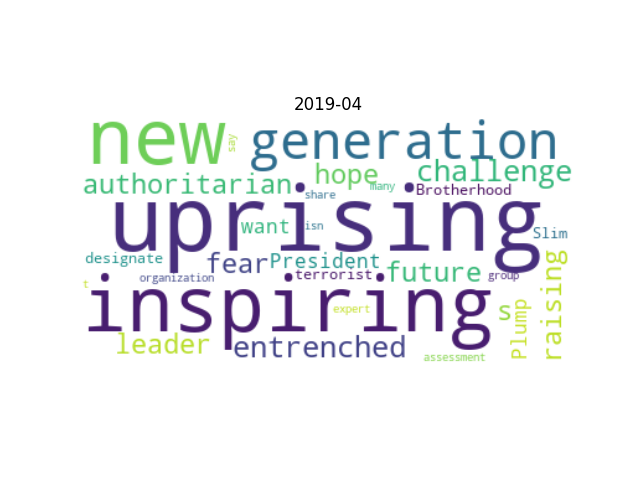 2019-04
new
say
generation
authoritarian
hope
many
challenge
share
Brotherhood
uprising
want
isn
Slim
designate
fear
President
future
organization
terrorist
group
raising
t
inspiring
expert
s
Plump
leader
entrenched
assessment